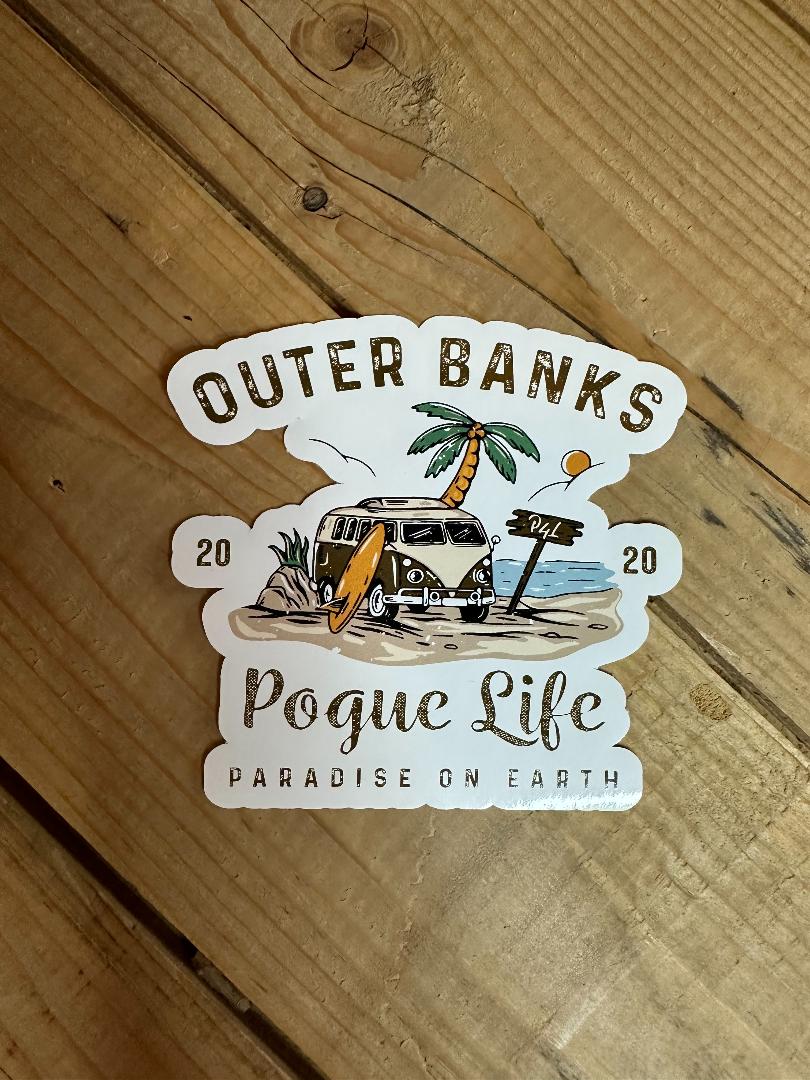 OUTER BANKS
P4L
20 20
Pogue Life
PARADISE ON EARTH